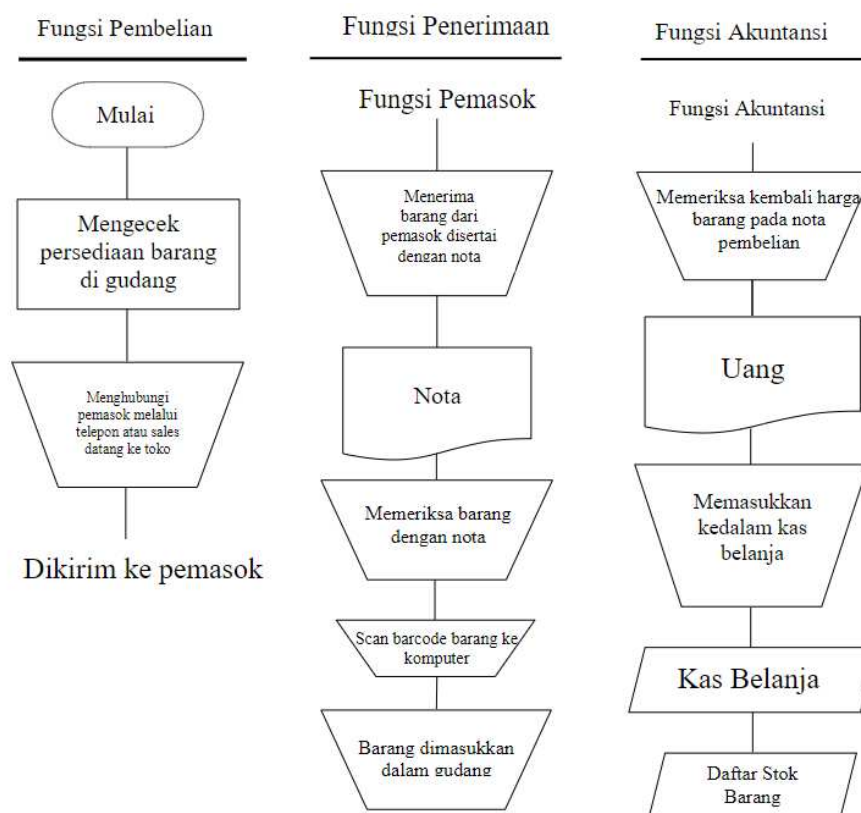 Fungsi Pembelian
Mulai
Mengecek
persediaan barang
di gudang
Menghubungi
pemasok melalui
telepon atau sales
datang ke toko
Dikirim ke pemasok
Fungsi Penerimaan
Fungsi Pemasok
Menerima
barang dari
pemasok disertai
dengan nota
Nota
Memeriksa barang
dengan nota
Scan barcode barang ke
komputer
Barang dimasukkan
dalam gudang
Fungsi Akuntansi
Fungsi Akuntansi
Memeriksa kembali harga
barang pada nota
pembelian
Uang
Memasukkan
kedalam kas
belanja
Kas Belanja
Daftar Stok
Barang